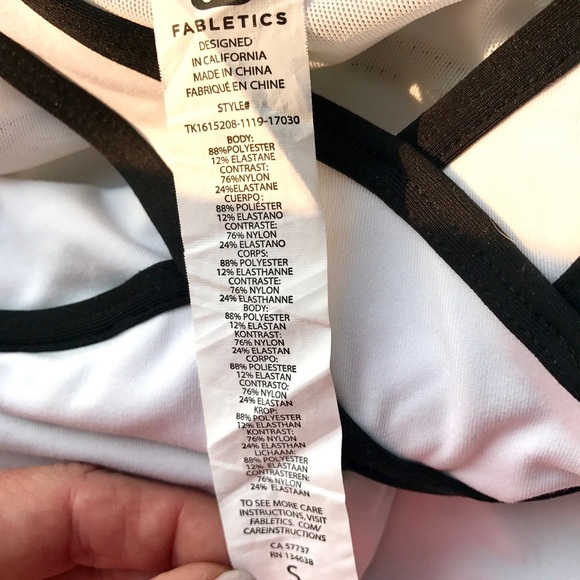 FABLETICS
DESIGNED
IN CALIFORNIA
MADE IN CHINA
FABRIQUÉ EN CHINE
STYLE#
TK1615208-1119-17030
BODY:
88%POLYESTER
12% ELASTANE
CONTRAST:
76%NYLON
24%ELASTANE
CUERPO:
88% POLIÉSTER
12% ELASTANO
CONTRASTE:
76% NYLON
24% ELASTANO
CORPS:
88% POLYESTER
12% ELASTHANNE
CONTRASTE:
76% NYLON
24% ELASTHANNE
BODY:
88% POLYESTER
12% ELASTAN
KONTRAST:
76% NYLON
24% ELASTAN
CORPO:
88% POLIESTERE
12% ELASTAN
CONTRASTO:
76% NYLON
24% ELASTAN
KROP:
88% POLYESTER
12% ELASTHAN
KONTRAST:
76% NYLON
24% ELASTHAN
LICHAAM:
88% POLYESTER
12% ELASTAAN
CONTRASTEREN:
76% NYLON
24% ELASTAAN
TO SEE MORE CARE
INSTRUCTIONS,VISIT
FABLETICS. COM/
CAREINSTRUCTIONS
CA 57737
RN 134638
S